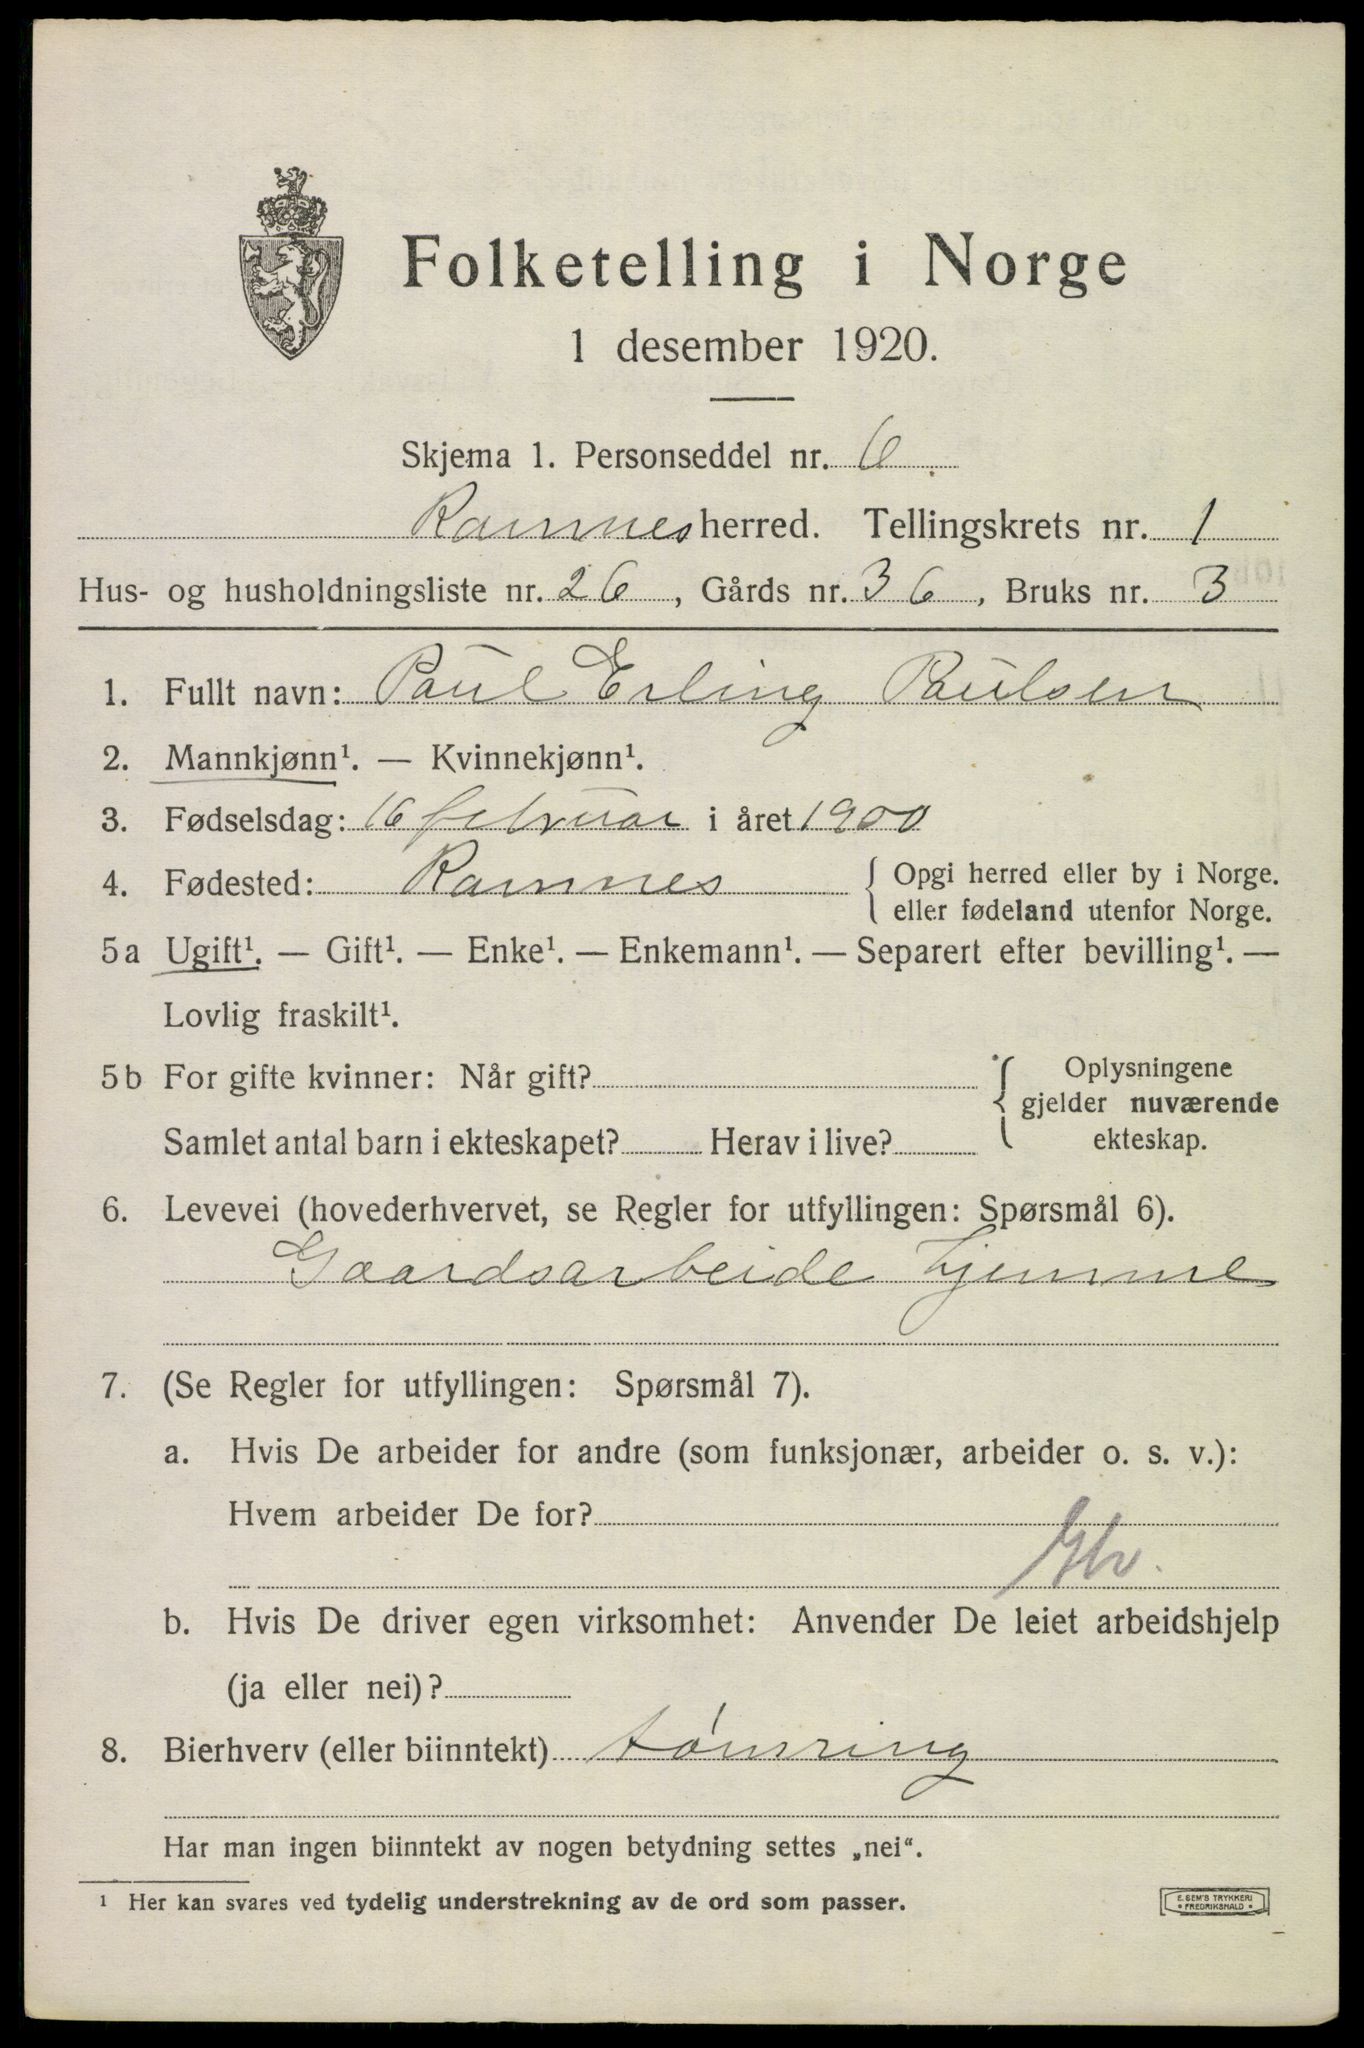 Folketelling i Norge
1 desember 1920.
Skjema 1. Personseddel nr. 6
Ramnes herred. Tellingskrets nr. 1
Hus- og husholdningsliste nr. 26, Gårds nr. 36, Bruks nr. 3
1. Fullt navn: Paul Erling Paulsen
2. Mannkjønn¹. — Kvinnekjønn¹.
3. Fødselsdag: 16 februar i året 1900
4. Fødested: Ramnes { Opgi herred eller by i Norge.
eller fødeland utenfor Norge.
5a Ugift¹. — Gift¹. — Enke¹. — Enkemann¹. — Separert efter bevilling¹. —
Lovlig fraskilt¹.
5b For gifte kvinner: Når gift? { Oplysningene
gjelder nuværende
Samlet antal barn i ekteskapet? Herav i live? ekteskap.
6. Levevei (hovederhvervet, se Regler for utfyllingen: Spørsmål 6).
Gaardsarbeide hjemme
7. (Se Regler for utfyllingen: Spørsmål 7).
a. Hvis De arbeider for andre (som funksjonær, arbeider o. s. v.):
Hvem arbeider De for?
b. Hvis De driver egen virksomhet: Anvender De leiet arbeidshjelp
(ja eller nei)?
8. Bierhverv (eller biinntekt) tømring
Har man ingen biinntekt av nogen betydning settes „nei“.
¹ Her kan svares ved tydelig understrekning av de ord som passer.
E. SEM'S TRYKKERI
FREDRIKSHALD